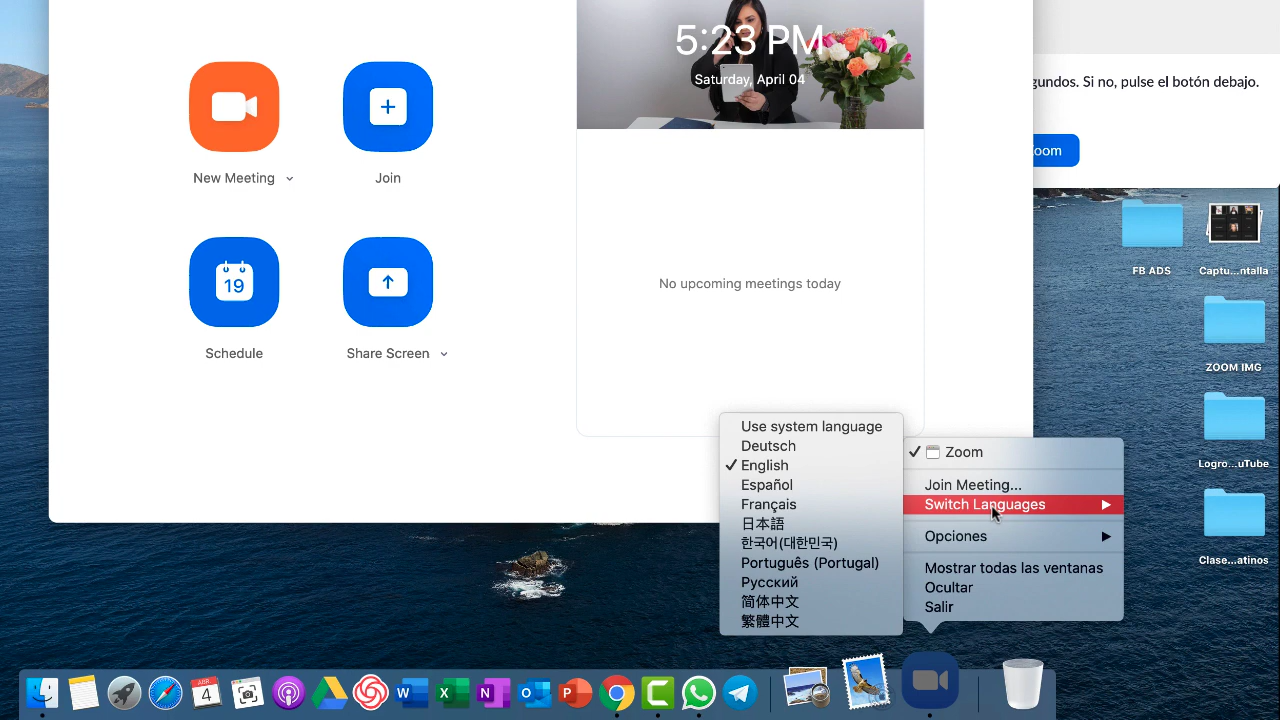 5:23 PM
Saturday, April 04
New Meeting
Join
19
Schedule
Share Screen
No upcoming meetings today
gundos. Si no, pulse el botón debajo.
oom
FB ADS
Captu...ntalla
ZOOM IMG
Logro...uTube
Clase...atinos
Use system language
Deutsch
✓ English
Español
Français
日本語
한국어(대한민국)
Português (Portugal)
Русский
简体中文
繁體中文
✓ Zoom
Join Meeting...
Switch Languages
Opciones
Mostrar todas las ventanas
Ocultar
Salir
ABR
4
W
X
N
O
P
C